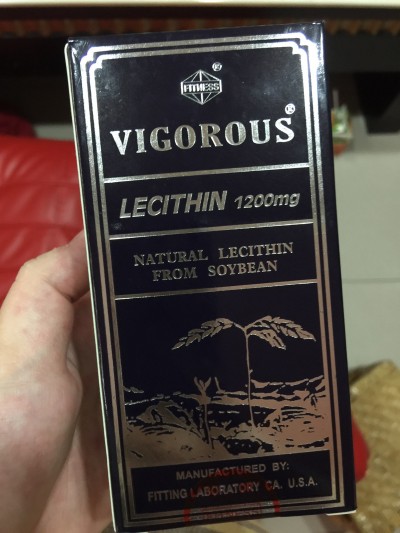 FITNESS®
VIGOROUS®
LECITHIN 1200mg
NATURAL LECITHIN
FROM SOYBEAN
MANUFACTURED BY:
FITTING LABORATORY CA. U.S.A.